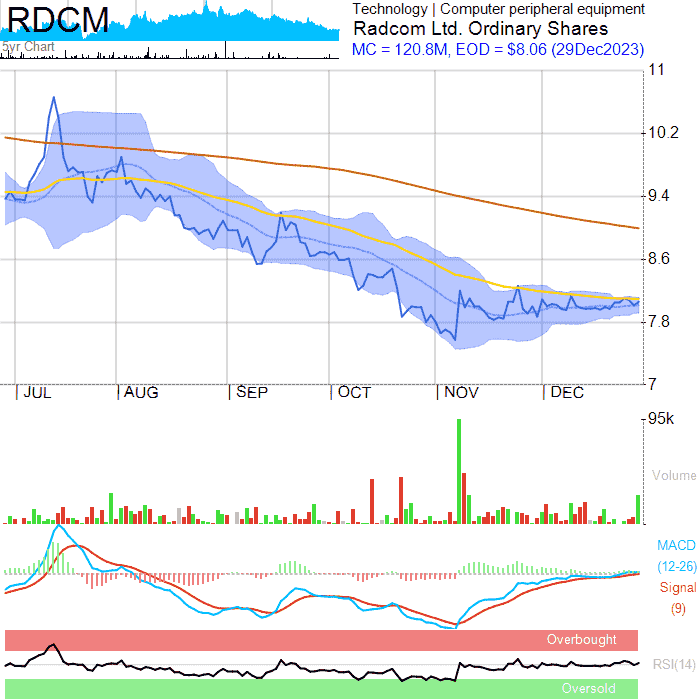 RDCM
5yr Chart
Technology | Computer peripheral equipment
Radcom Ltd. Ordinary Shares
MC = 120.8M, EOD = $8.06 (29Dec2023)
11
10.2
9.4
8.6
7.8
7
JUL AUG SEP OCT NOV DEC
95k
Volume
MACD
(12-26)
Signal
(9)
Overbought
RSI(14)
Oversold